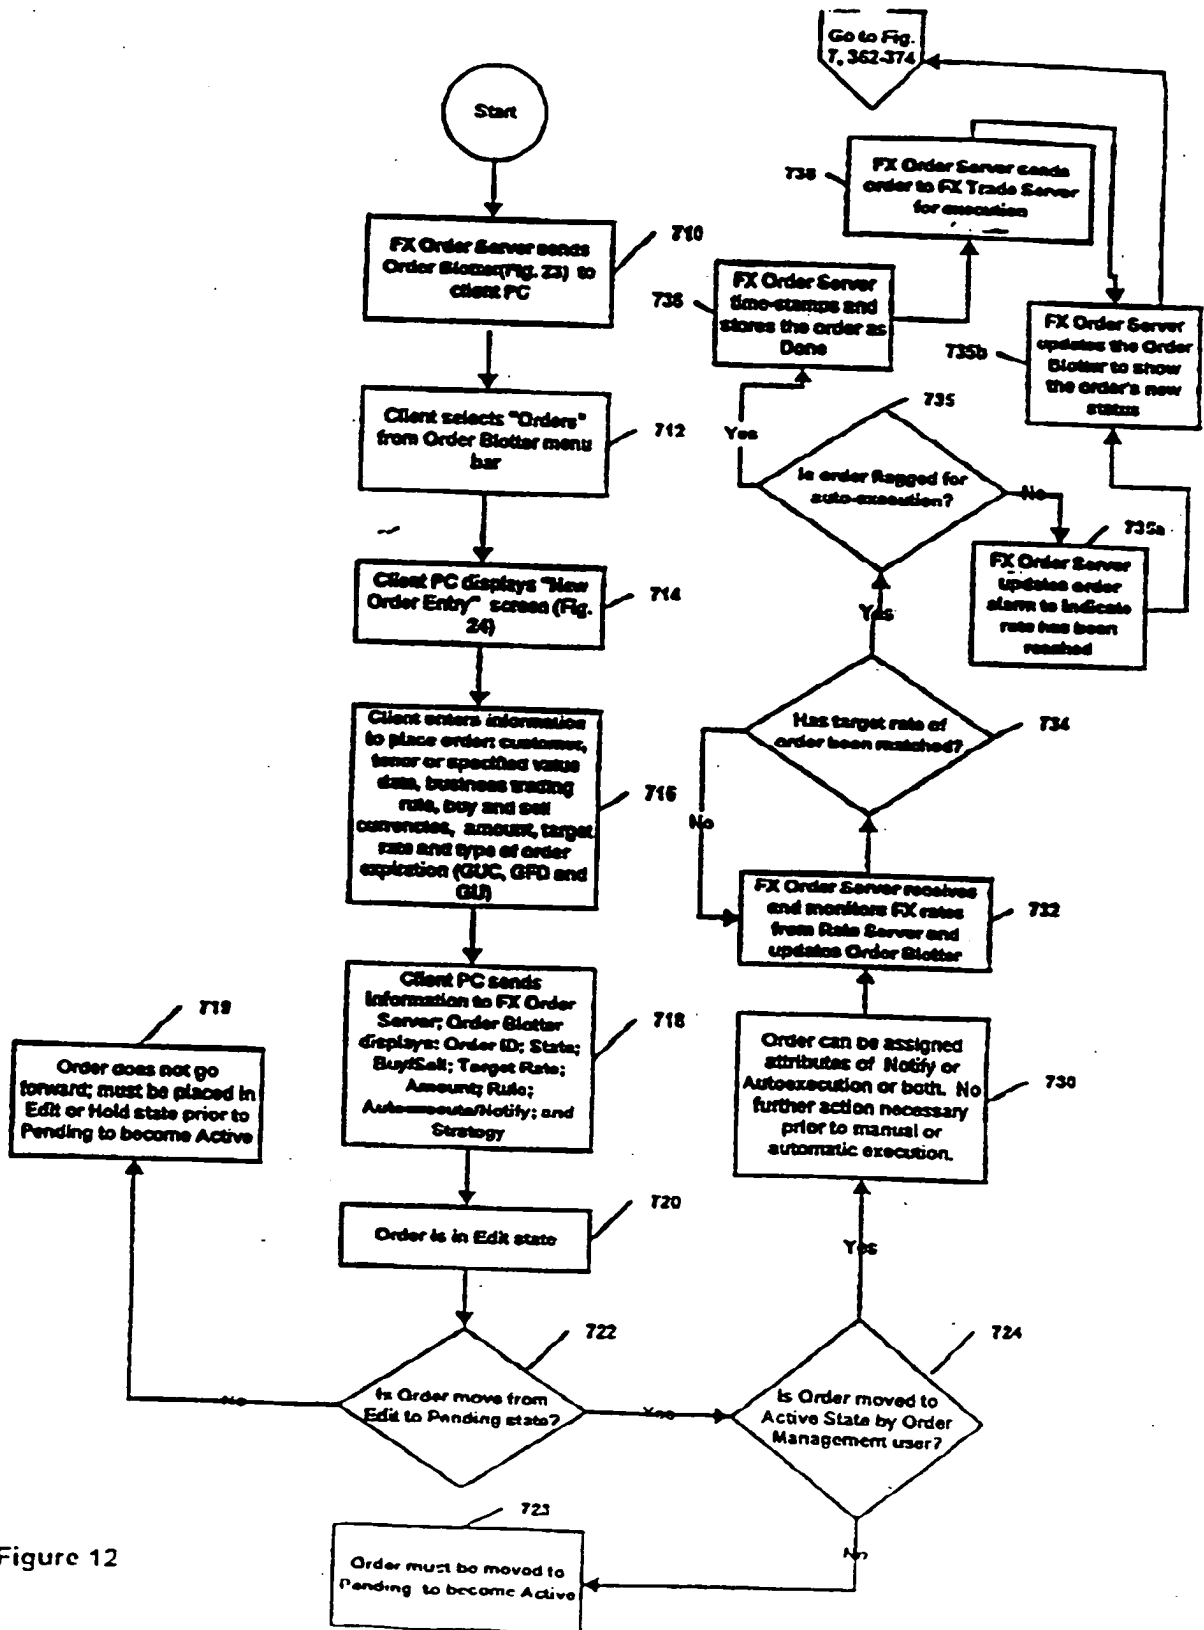 Start
FX Order Server sends
Order Blotter(Fig. 23) to
client PC
710
Client selects "Orders"
from Order Blotter menu
bar
712
Client PC displays "New
Order Entry" screen (Fig.
24)
714
Client enters information
to place order: customer,
tenor or specified value
date, business trading
rule, buy and sell
currencies, amount, target
rate and type of order
expiration (GUC, GFD and
GU)
716
Client PC sends
Information to FX Order
Server; Order Blotter
displays: Order ID; State;
Buy/Sell; Target Rate;
Amount; Rule;
Autoexecute/Notify; and
Strategy
718
719
Order does not go
forward; must be placed in
Edit or Hold state prior to
Pending to become Active
Order is in Edit state
720
Is Order move from
Edit to Pending state?
722
No
Yes
Is Order moved to
Active State by Order
Management user?
724
No
723
Order must be moved to
Pending to become Active
Yes
Order can be assigned
attributes of Notify or
Autoexecution or both. No
further action necessary
prior to manual or
automatic execution.
730
FX Order Server receives
and monitors FX rates
from Rate Server and
updates Order Blotter
732
Has target rate of
order been matched?
734
No
Yes
Is order flagged for
auto-execution?
735
Yes
No
735a
FX Order Server
updates order
alarm to indicate
rate has been
reached
736
FX Order Server
time-stamps and
stores the order as
Done
738
FX Order Server sends
order to FX Trade Server
for execution
735b
FX Order Server
updates the Order
Blotter to show
the order's new
status
Go to Fig.
7, 362-374
Figure 12